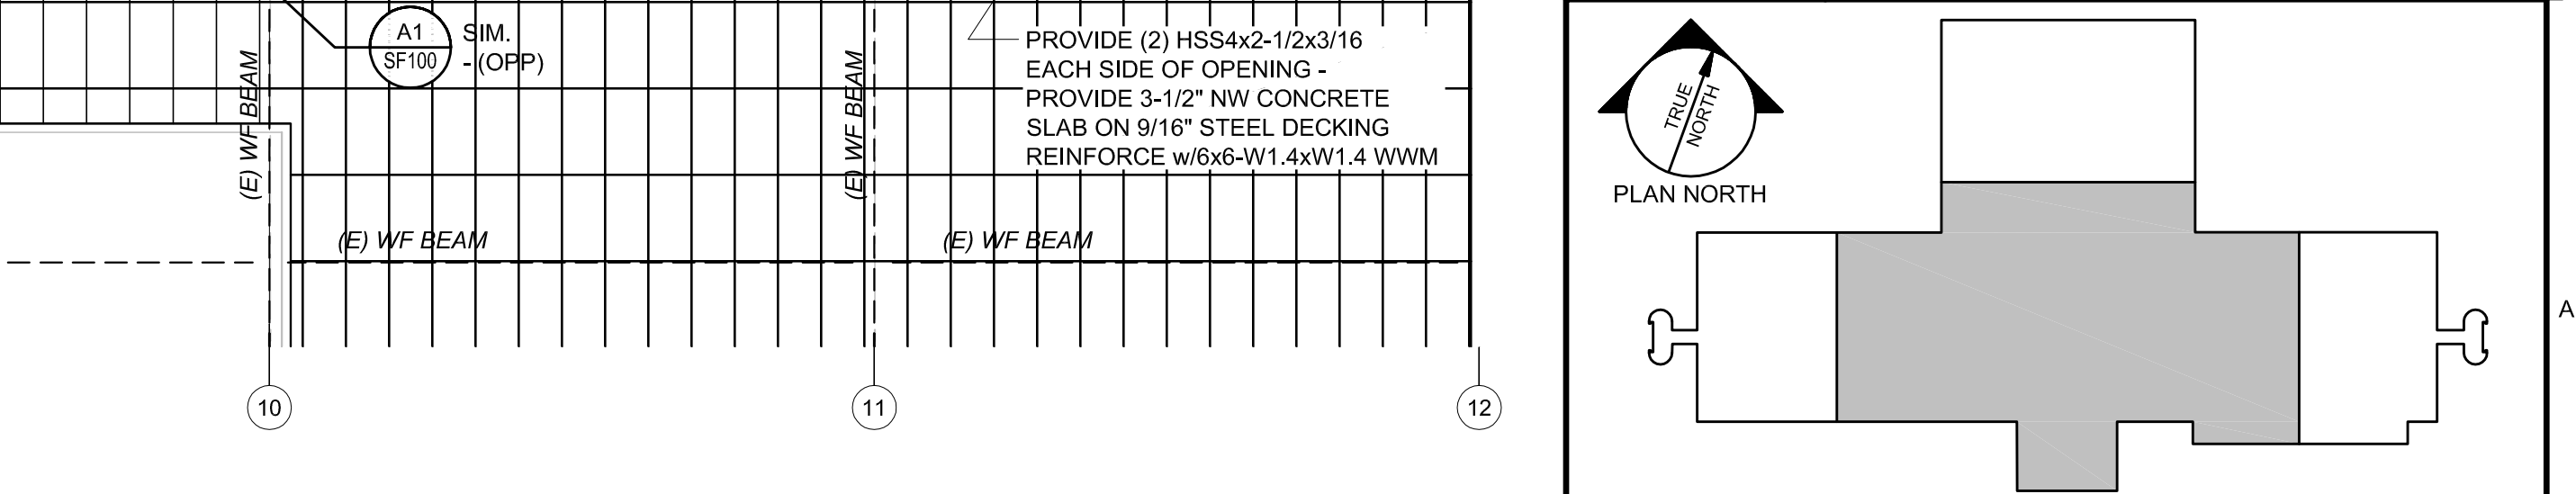 A1
SF100
SIM.
- (OPP)
(E) WF BEAM
(E) WF BEAM
PROVIDE (2) HSS4x2-1/2x3/16
EACH SIDE OF OPENING -
PROVIDE 3-1/2" NW CONCRETE
SLAB ON 9/16" STEEL DECKING
REINFORCE w/6x6-W1.4xW1.4 WWM
(E) WF BEAM
(E) WF BEAM
10
11
12
TRUE
NORTH
PLAN NORTH
A